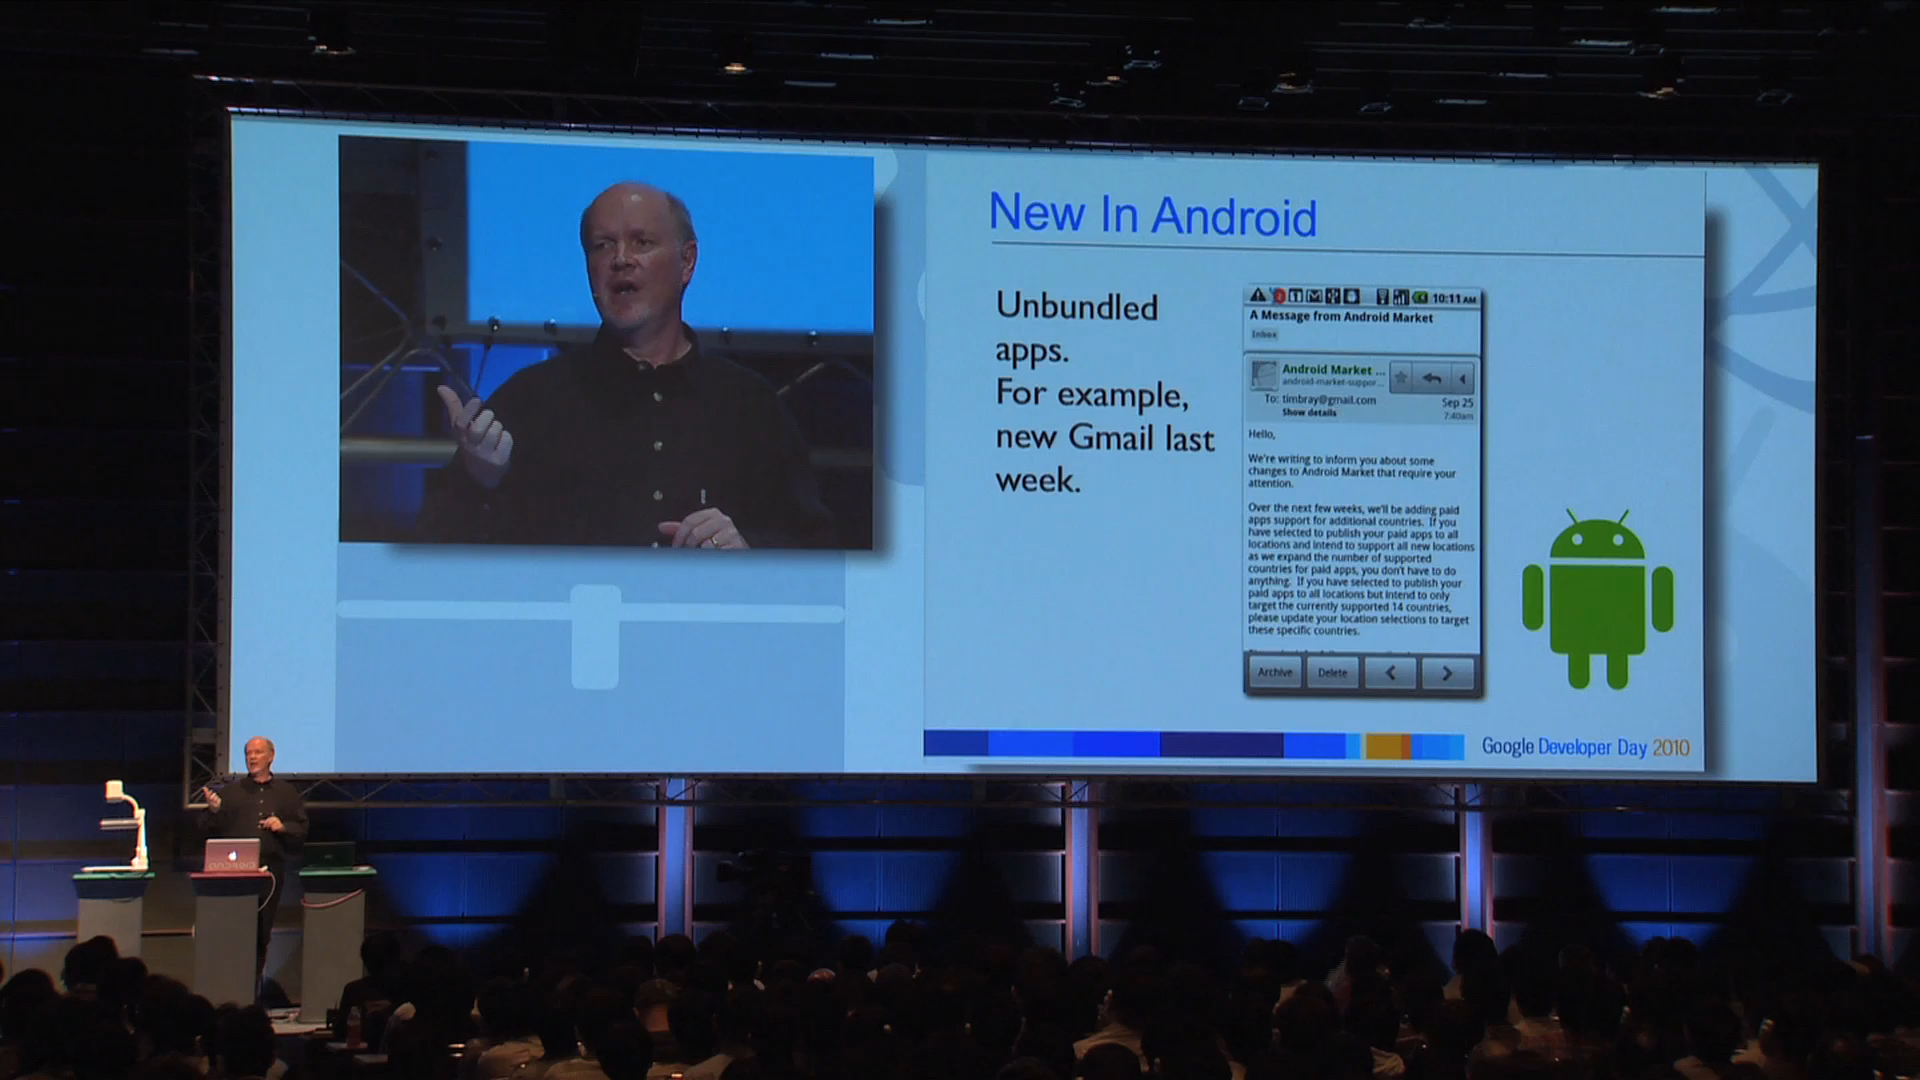 New In Android
Unbundled
apps.
For example,
new Gmail last
week.
10:11 AM
A Message from Android Market
Inbox
Android Market ...
android-market-suppor...
To: timbray@gmail.com
Sep 25
Show details
7:40am
Hello,
We're writing to inform you about some
changes to Android Market that require your
attention.
Over the next few weeks, we'll be adding paid
apps support for additional countries. If you
have selected to publish your paid apps to all
locations and intend to support all new locations
as we expand the number of supported
countries for paid apps, you don't have to do
anything. If you have selected to publish your
paid apps to all locations but intend to only
target the currently supported 14 countries,
please update your location selections to target
these specific countries.
Archive
Delete
Google Developer Day 2010
ANDROID